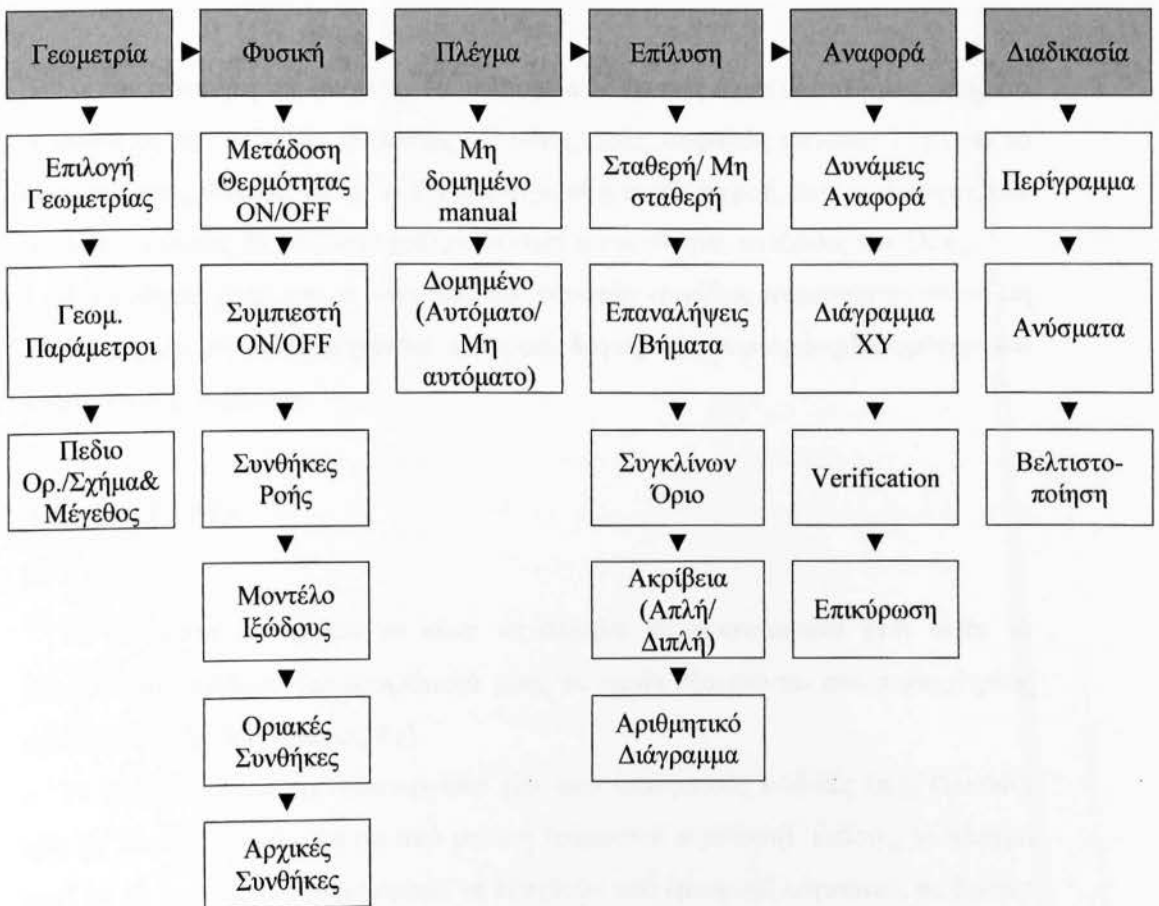 Γεωμετρία
Φυσική
Πλέγμα
Επίλυση
Αναφορά
Διαδικασία
Επιλογή
Γεωμετρίας
Γεωμ.
Παράμετροι
Πεδιο
Ορ./Σχήμα&
Μέγεθος
Μετάδοση
Θερμότητας
ON/OFF
Συμπιεστή
ON/OFF
Συνθήκες
Ροής
Μοντέλο
Ιξώδους
Οριακές
Συνθήκες
Αρχικές
Συνθήκες
Μη
δομημένο
manual
Δομημένο
(Αυτόματο/
Μη
αυτόματο)
Σταθερή/ Μη
σταθερή
Επαναλήψεις
/Βήματα
Συγκλίνων
Όριο
Ακρίβεια
(Απλή/
Διπλή)
Αριθμητικό
Διάγραμμα
Δυνάμεις
Αναφορά
Διάγραμμα
XY
Verification
Επικύρωση
Περίγραμμα
Ανύσματα
Βελτιστο-
ποίηση